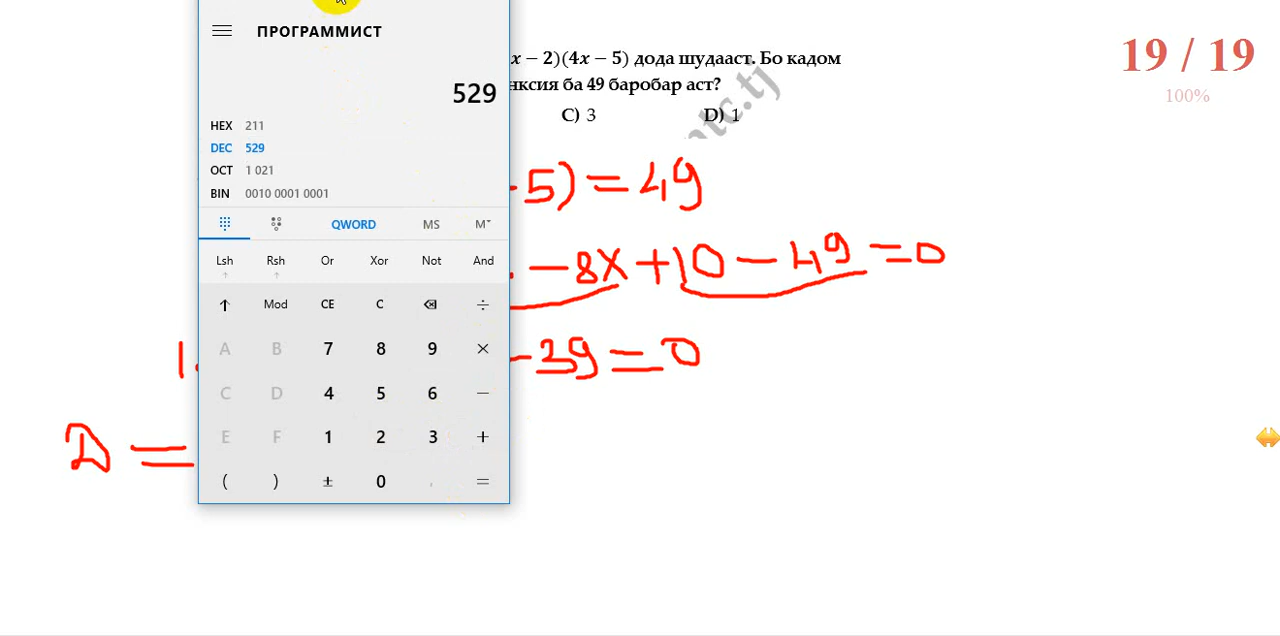 ПРОГРАММИСТ
19 / 19
x − 2)(4x − 5) дода шудааст. Бо кадом
нксия ба 49 баробар аст?
100%
529
C) 3 D) 1
ntc.tj
HEX 211
DEC 529
OCT 1 021
BIN 0010 0001 0001
5) = 49
QWORD MS M˅
Lsh Rsh Or Xor Not And
− 8x + 10 − 49 = 0
↑ Mod CE C ⌫ ÷
A B 7 8 9 ×
1 − 39 = 0
C D 4 5 6 −
E F 1 2 3 +
D =
( ) ± 0 , =